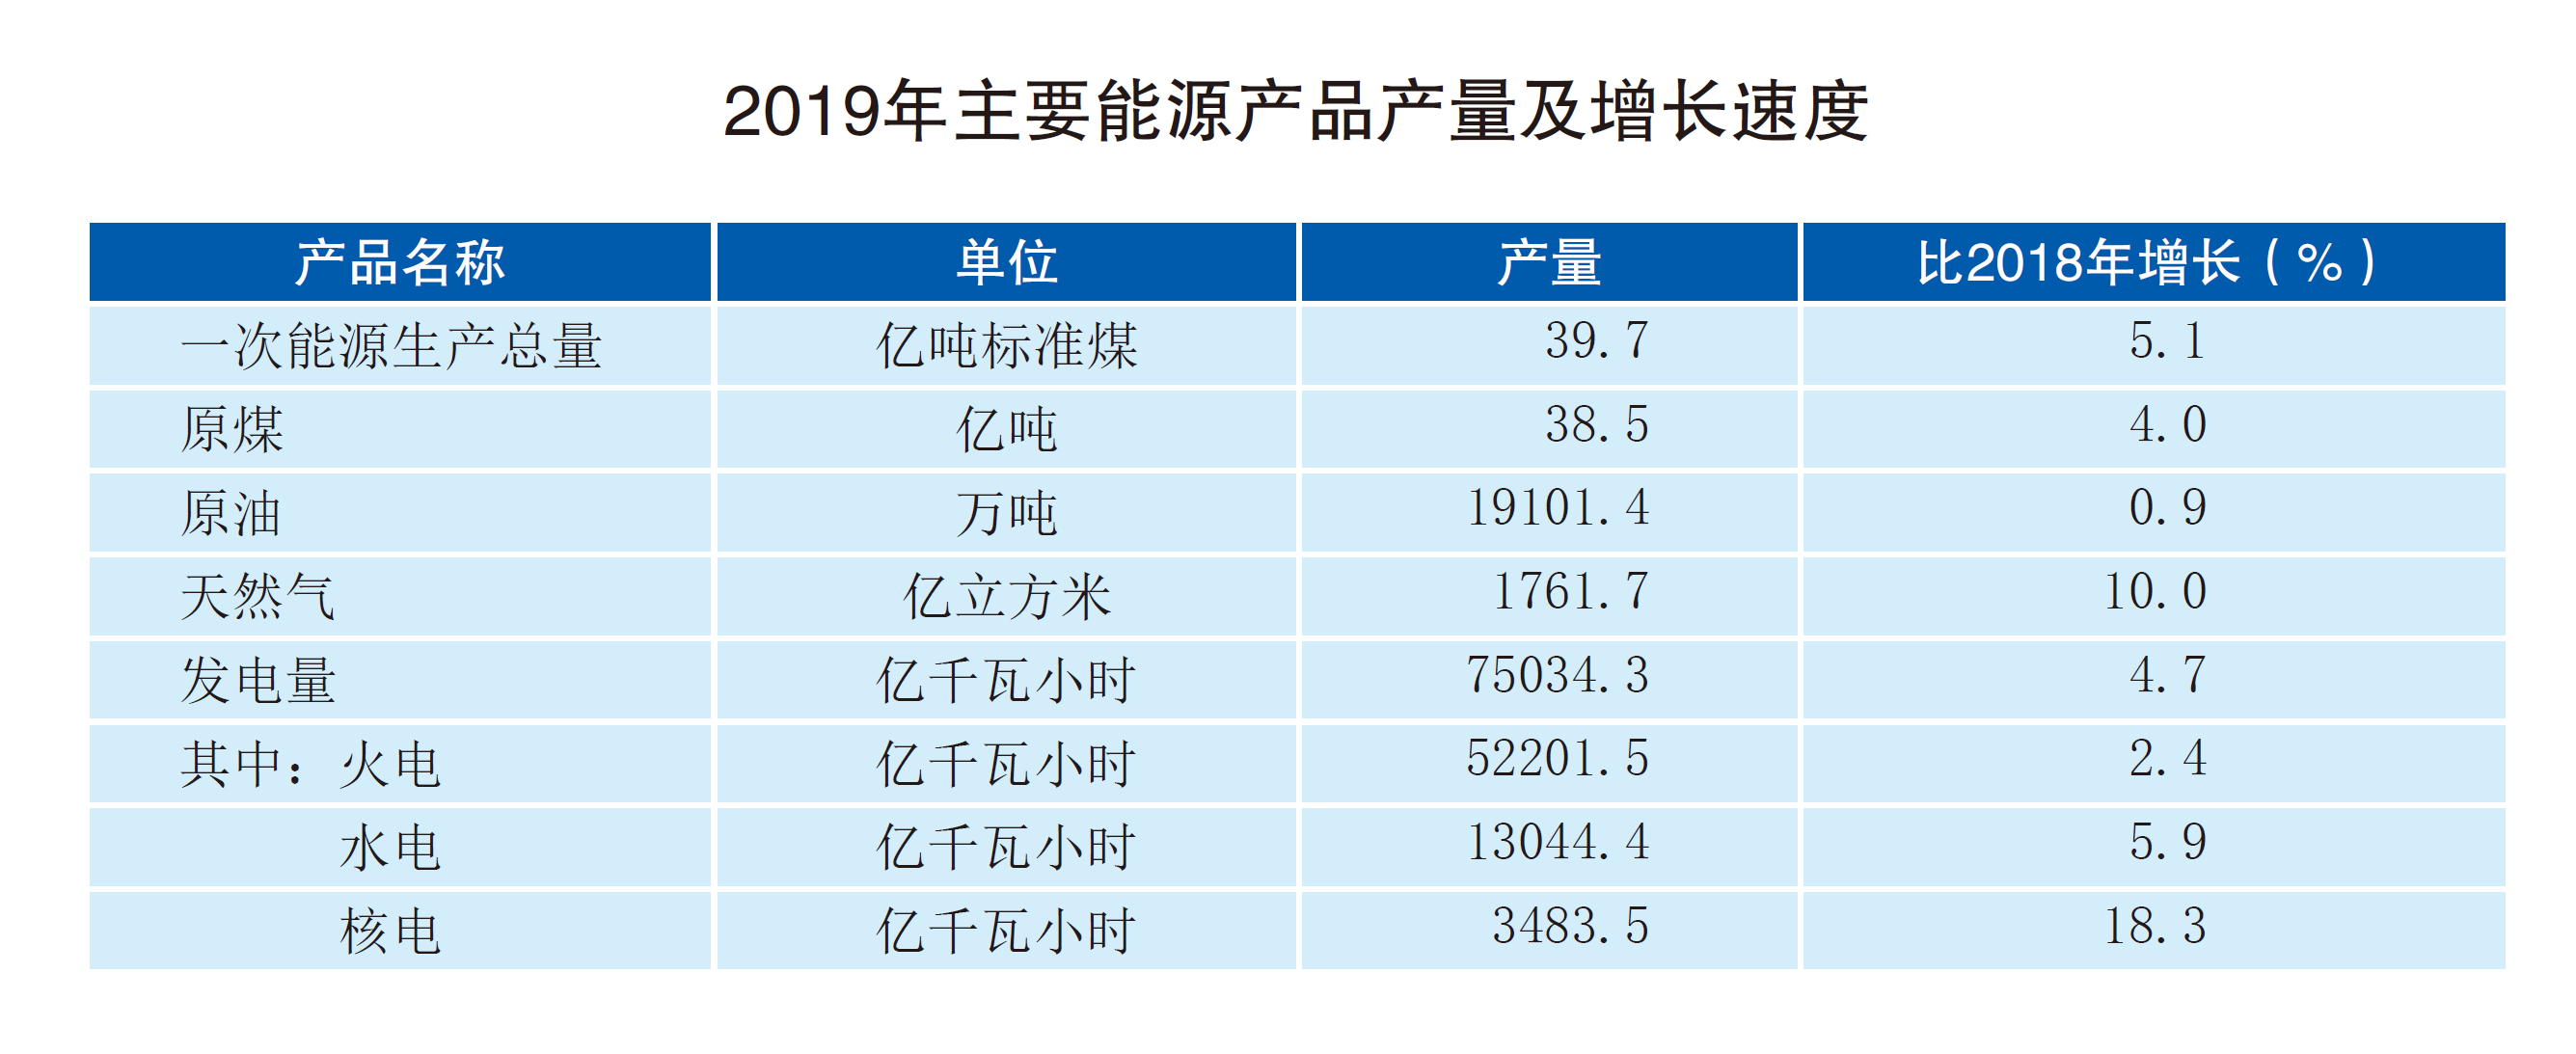 2019年主要能源产品产量及增长速度
产品名称 单位 产量 比2018年增长（%）
一次能源生产总量 亿吨标准煤 39.7 5.1
原煤 亿吨 38.5 4.0
原油 万吨 19101.4 0.9
天然气 亿立方米 1761.7 10.0
发电量 亿千瓦小时 75034.3 4.7
其中：火电 亿千瓦小时 52201.5 2.4
水电 亿千瓦小时 13044.4 5.9
核电 亿千瓦小时 3483.5 18.3